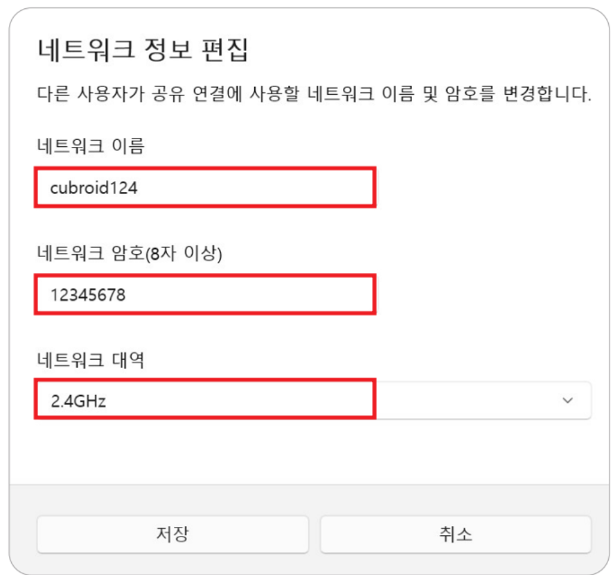 네트워크 정보 편집
다른 사용자가 공유 연결에 사용할 네트워크 이름 및 암호를 변경합니다.
네트워크 이름
cubroid124
네트워크 암호(8자 이상)
12345678
네트워크 대역
2.4GHz
저장
취소